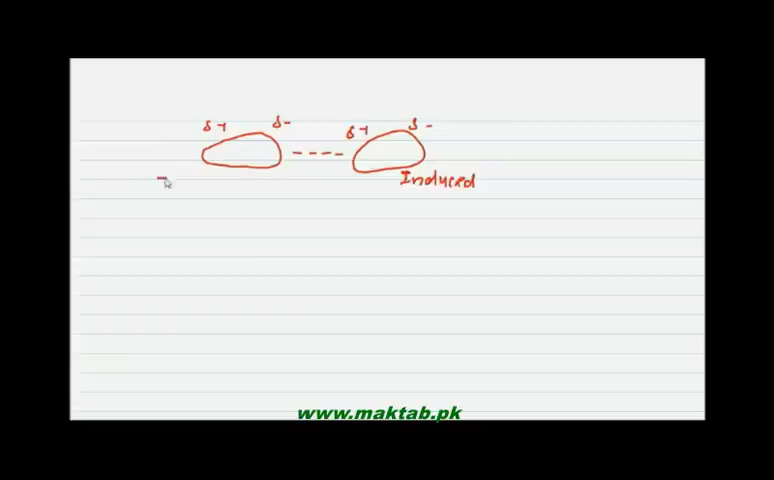 δ+ δ- δ+ δ-
Induced
www.maktab.pk